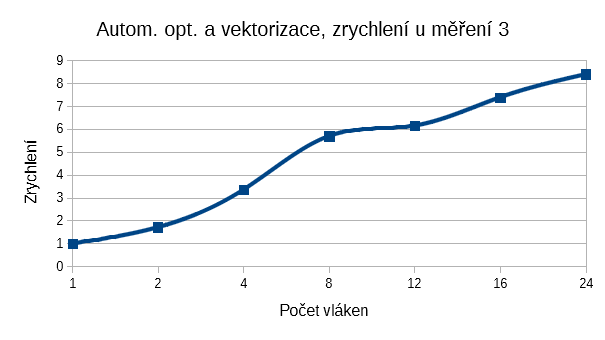 Autom. opt. a vektorizace, zrychlení u měření 3
9
8
7
6
5
4
3
2
1
0
Zrychlení
1 2 4 8 12 16 24
Počet vláken